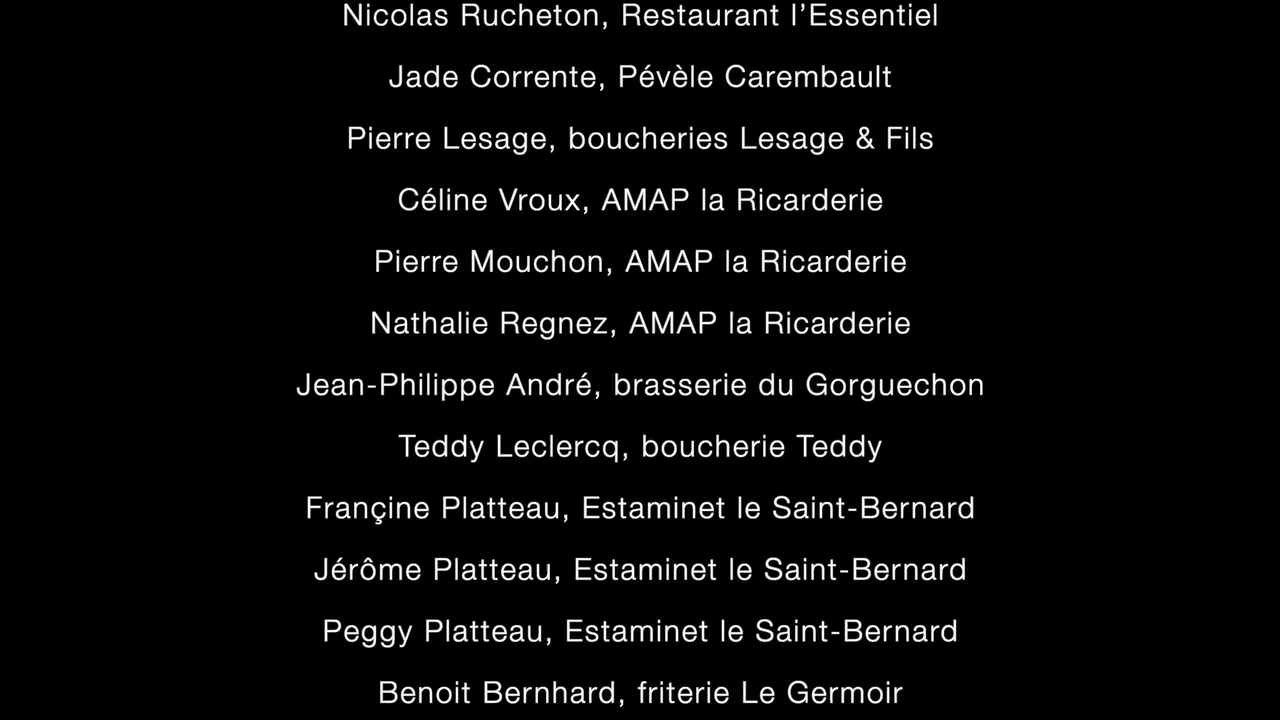 Nicolas Rucheton, Restaurant l’Essentiel
Jade Corrente, Pévèle Carembault
Pierre Lesage, boucheries Lesage & Fils
Céline Vroux, AMAP la Ricarderie
Pierre Mouchon, AMAP la Ricarderie
Nathalie Regnez, AMAP la Ricarderie
Jean-Philippe André, brasserie du Gorguechon
Teddy Leclercq, boucherie Teddy
Françine Platteau, Estaminet le Saint-Bernard
Jérôme Platteau, Estaminet le Saint-Bernard
Peggy Platteau, Estaminet le Saint-Bernard
Benoit Bernhard, friterie Le Germoir